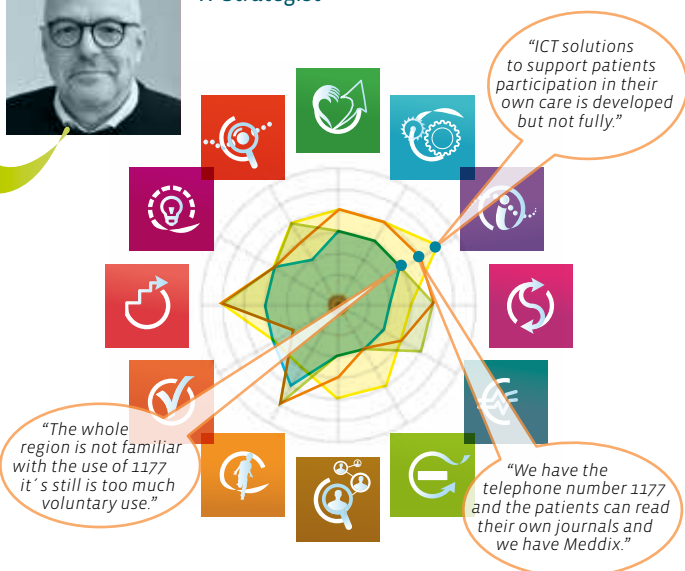 IT Strategist
“ICT solutions
to support patients
participation in their
own care is developed
but not fully.”
“The whole
region is not familiar
with the use of 1177
it´s still is too much
voluntary use.”
“We have the
telephone number 1177
and the patients can read
their own journals and
we have Meddix.”